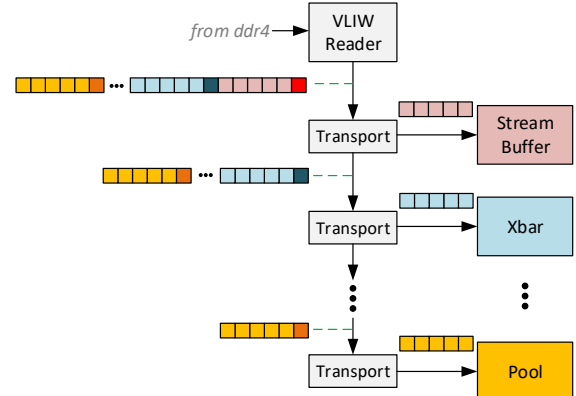 from ddr4
VLIW
Reader
Transport
Stream
Buffer
Transport
Xbar
Transport
Pool